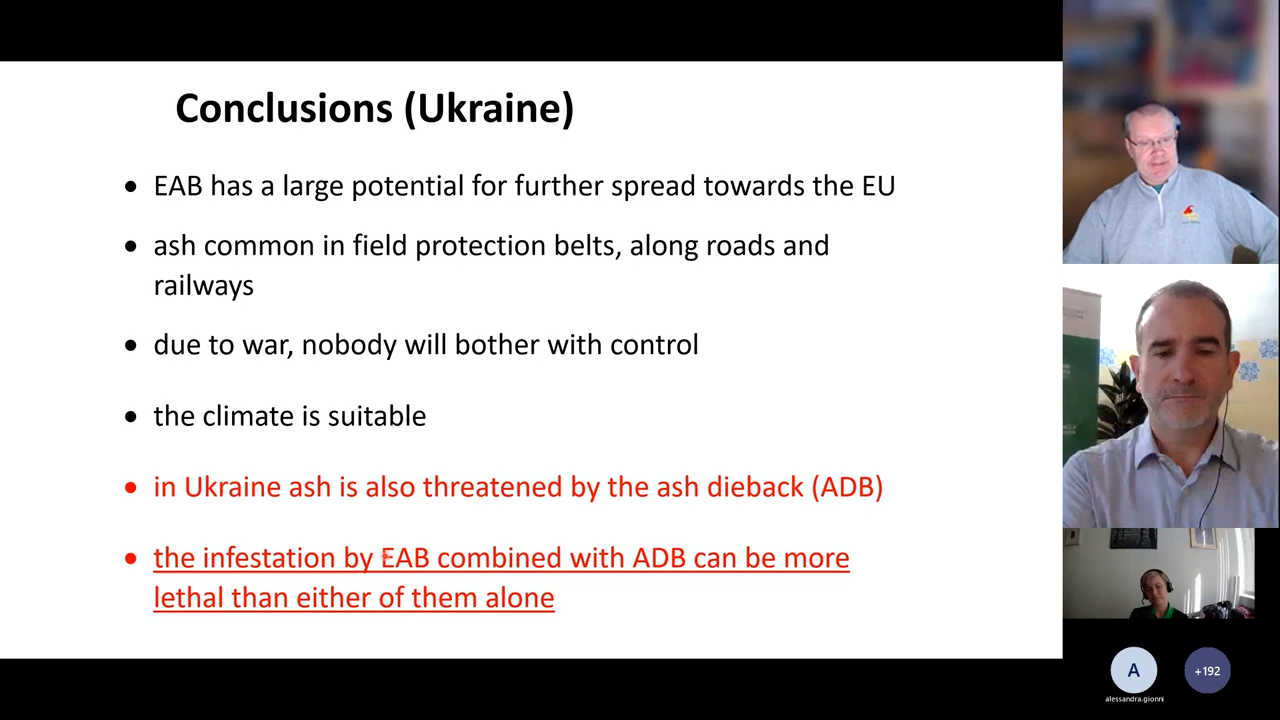 Conclusions (Ukraine)
• EAB has a large potential for further spread towards the EU
• ash common in field protection belts, along roads and
railways
• due to war, nobody will bother with control
• the climate is suitable
• in Ukraine ash is also threatened by the ash dieback (ADB)
• the infestation by EAB combined with ADB can be more
lethal than either of them alone
A
+192
alessandra.gionni